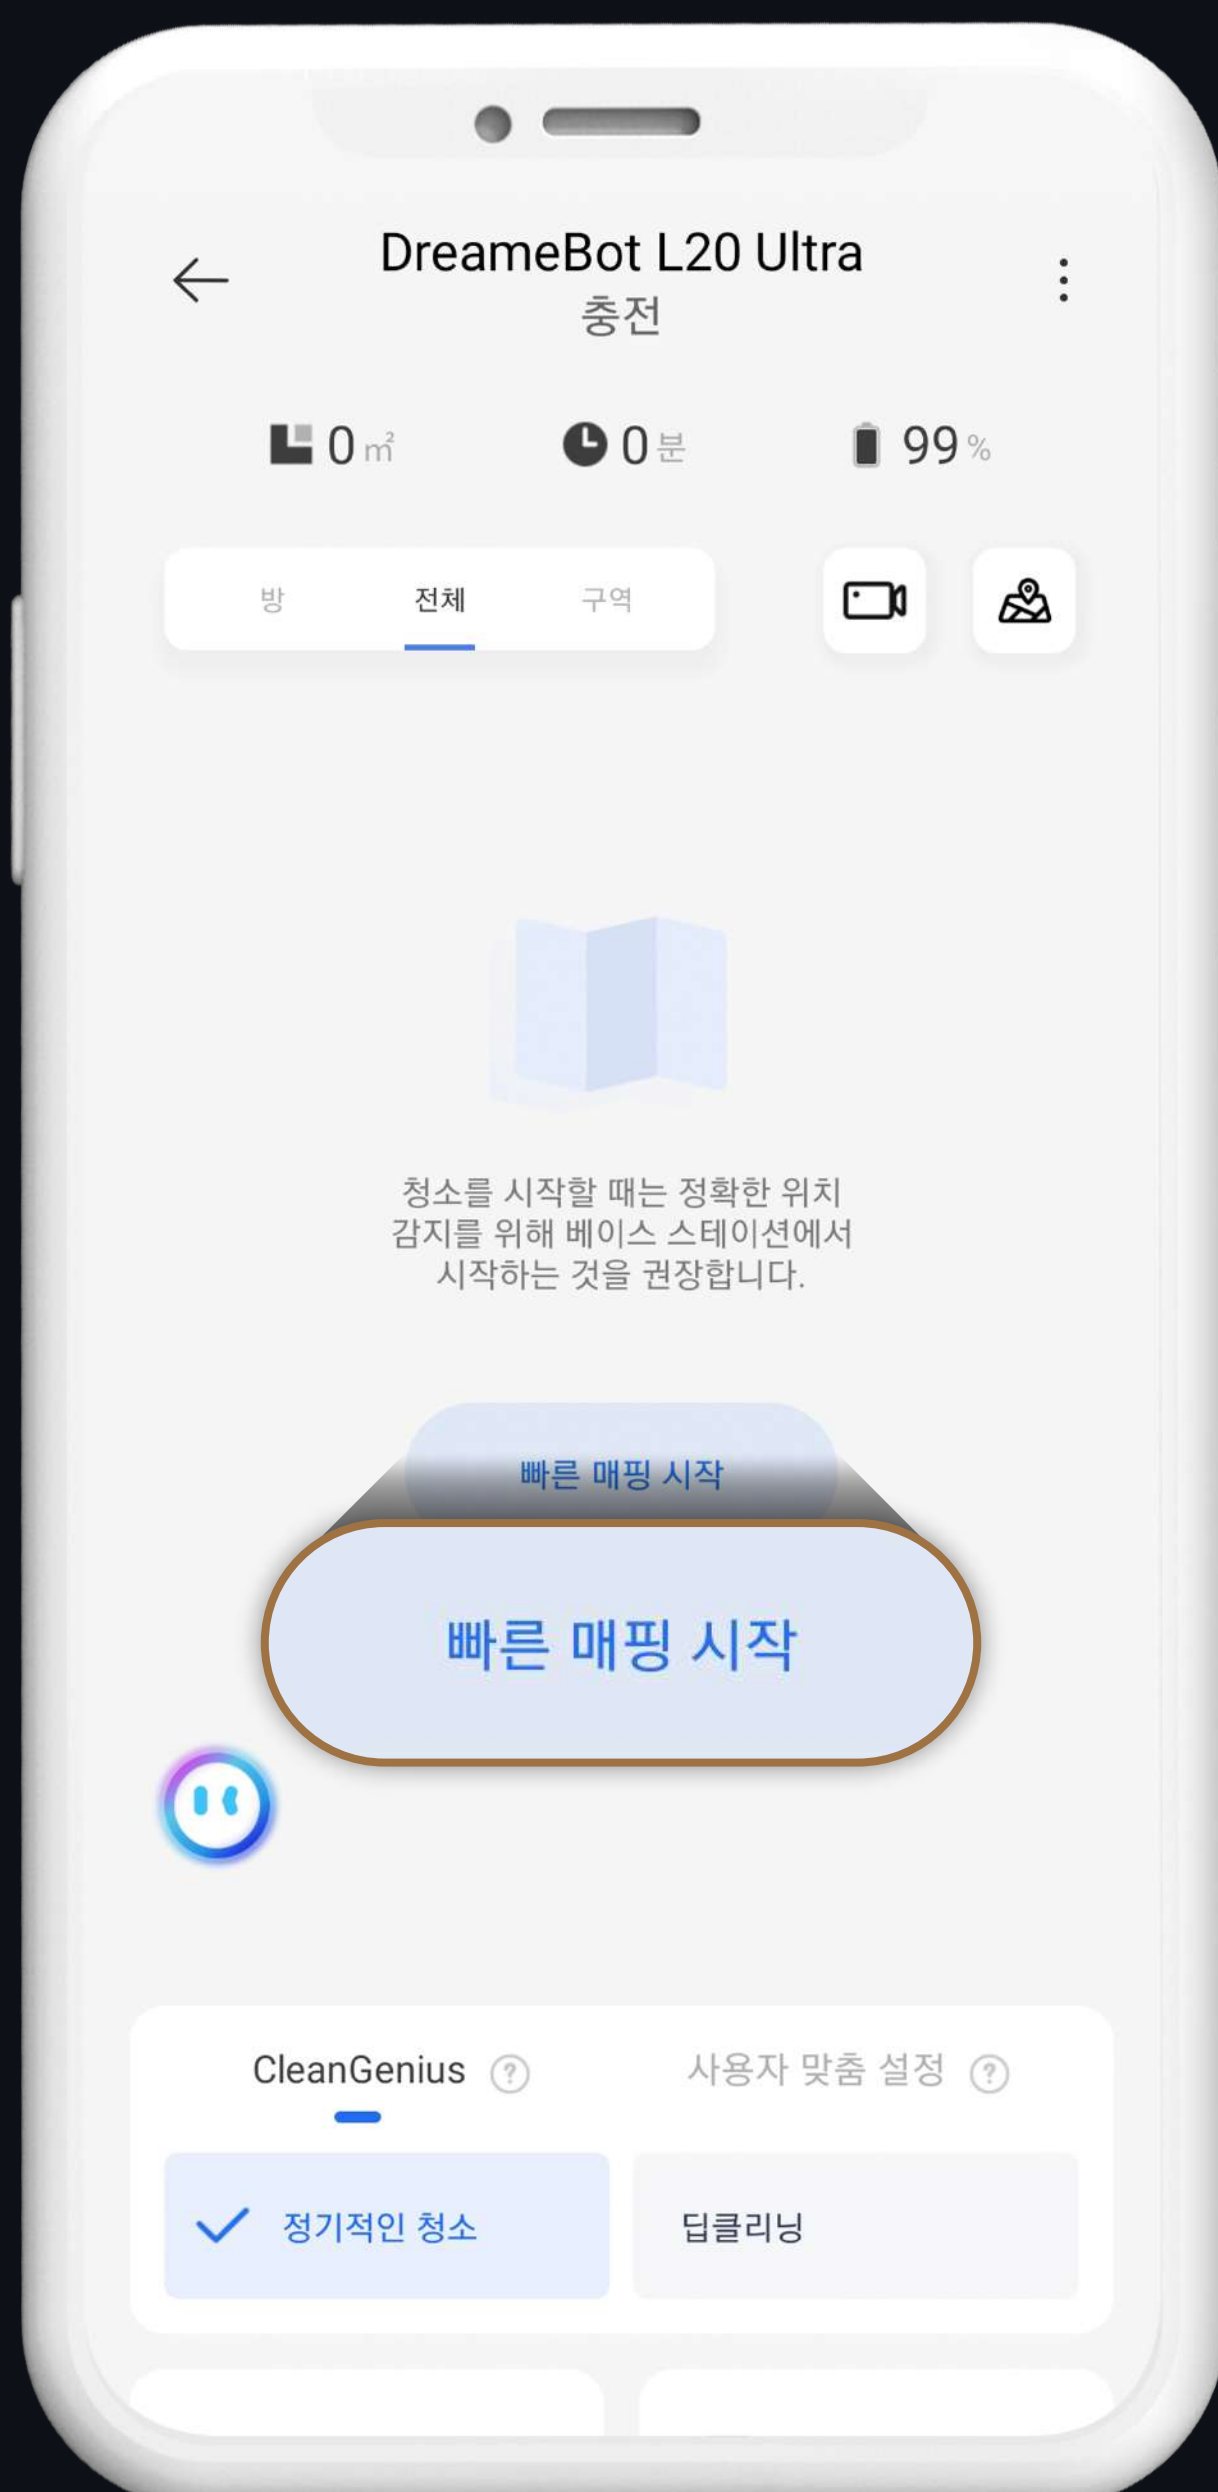 DreameBot L20 Ultra
충전
0 ㎡ 0 분 99 %
방 전체 구역
청소를 시작할 때는 정확한 위치
감지를 위해 베이스 스테이션에서
시작하는 것을 권장합니다.
빠른 매핑 시작
빠른 매핑 시작
CleanGenius ? 사용자 맞춤 설정 ?
정기적인 청소 딥클리닝